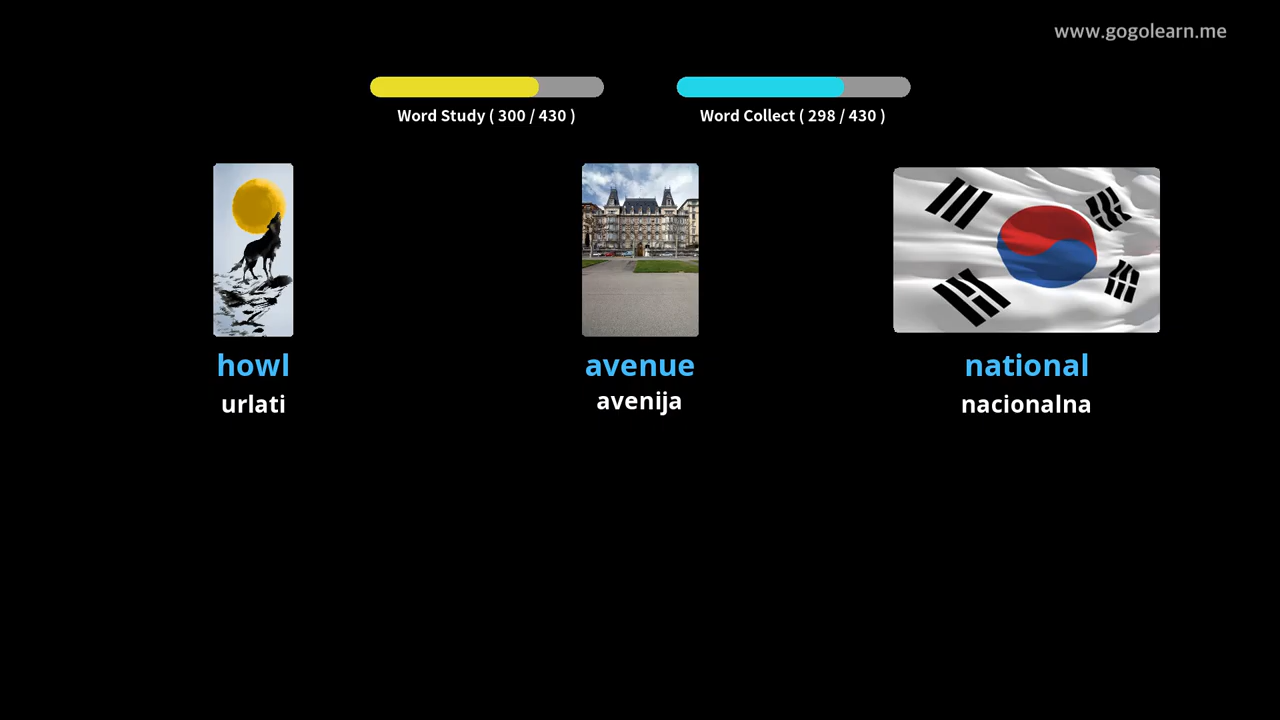 www.gogolearn.me
Word Study ( 300 / 430 )
Word Collect ( 298 / 430 )
howl
avenue
national
urlati
avenija
nacionalna